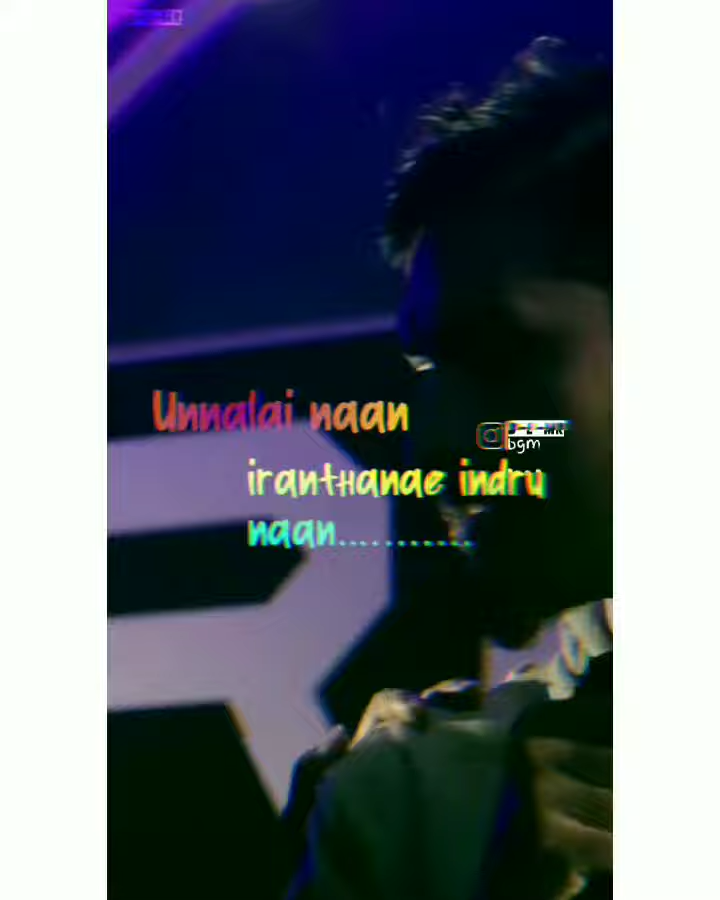 Unnalai naan
bgm
iranthanae indru
naan...........